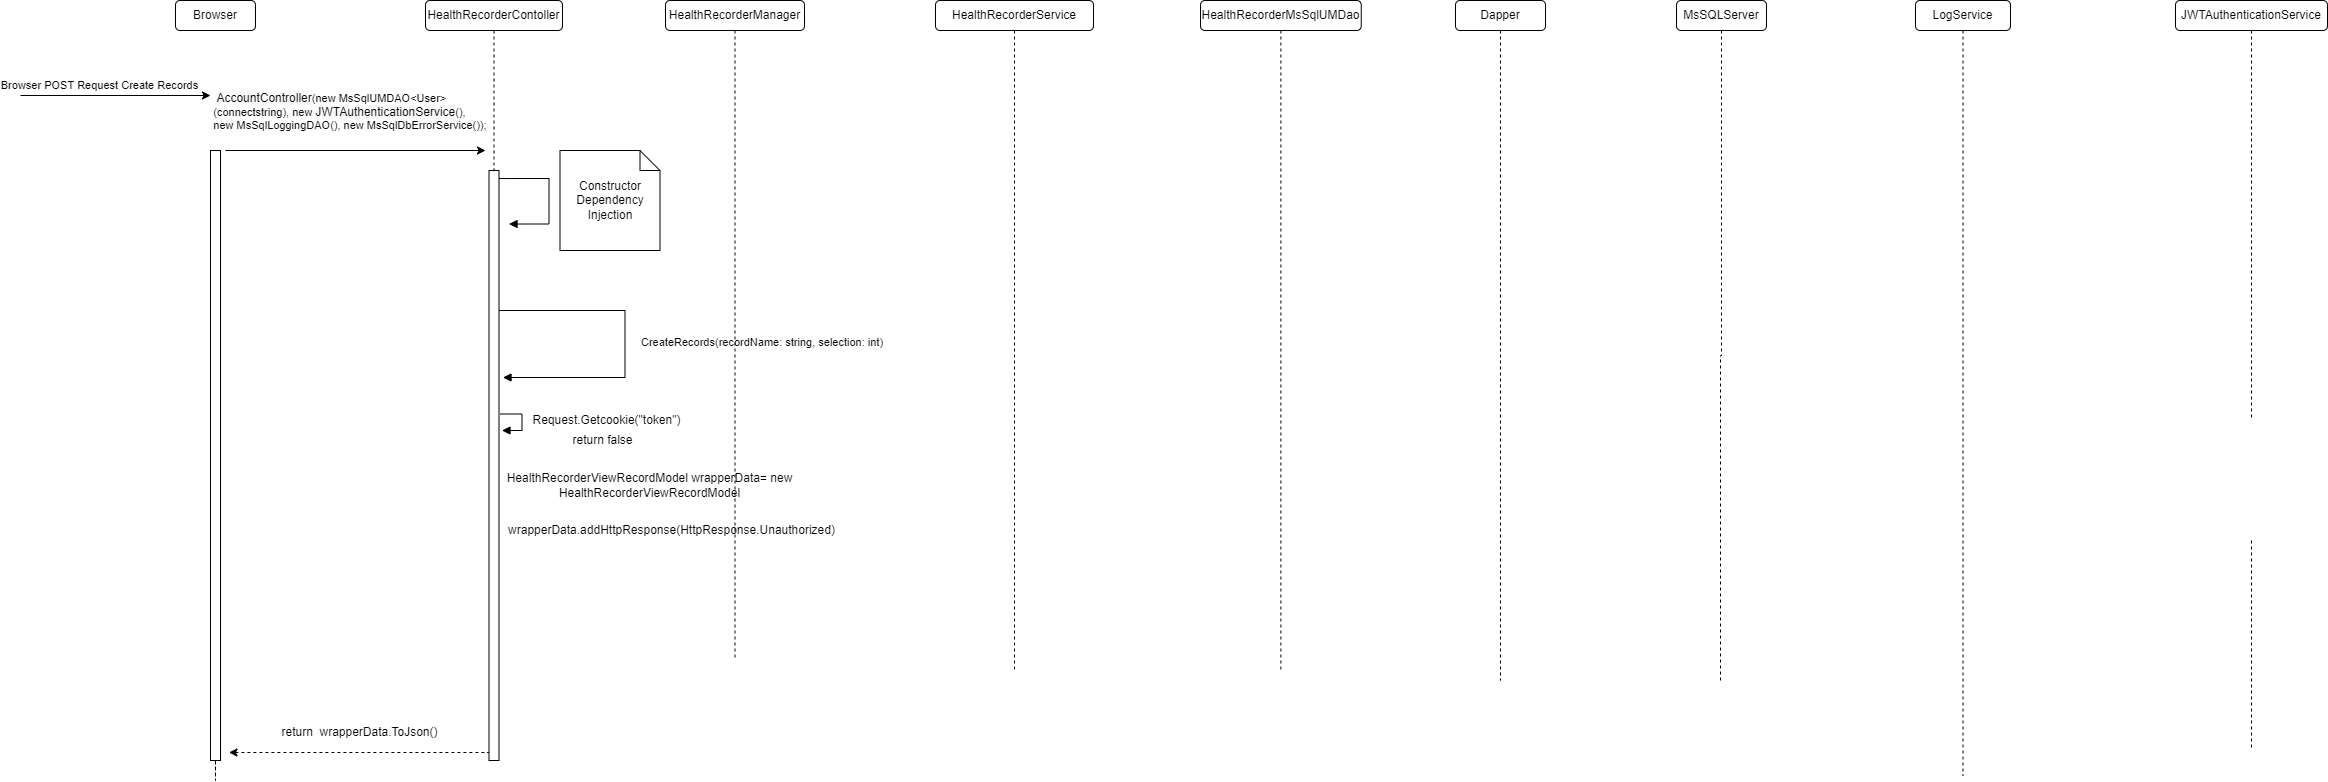 Browser
HealthRecorderContoller
HealthRecorderManager
HealthRecorderService
HealthRecorderMsSqlUMDao
Dapper
MsSQLServer
LogService
JWTAuthenticationService
Browser POST Request Create Records
AccountController(new MsSqlUMDAO<User>
(connectstring), new JWTAuthenticationService(),
new MsSqlLoggingDAO(), new MsSqlDbErrorService());
Constructor
Dependency
Injection
CreateRecords(recordName: string, selection: int)
Request.Getcookie("token")
return false
HealthRecorderViewRecordModel wrapperData= new
HealthRecorderViewRecordModel
wrapperData.addHttpResponse(HttpResponse.Unauthorized)
return  wrapperData.ToJson()